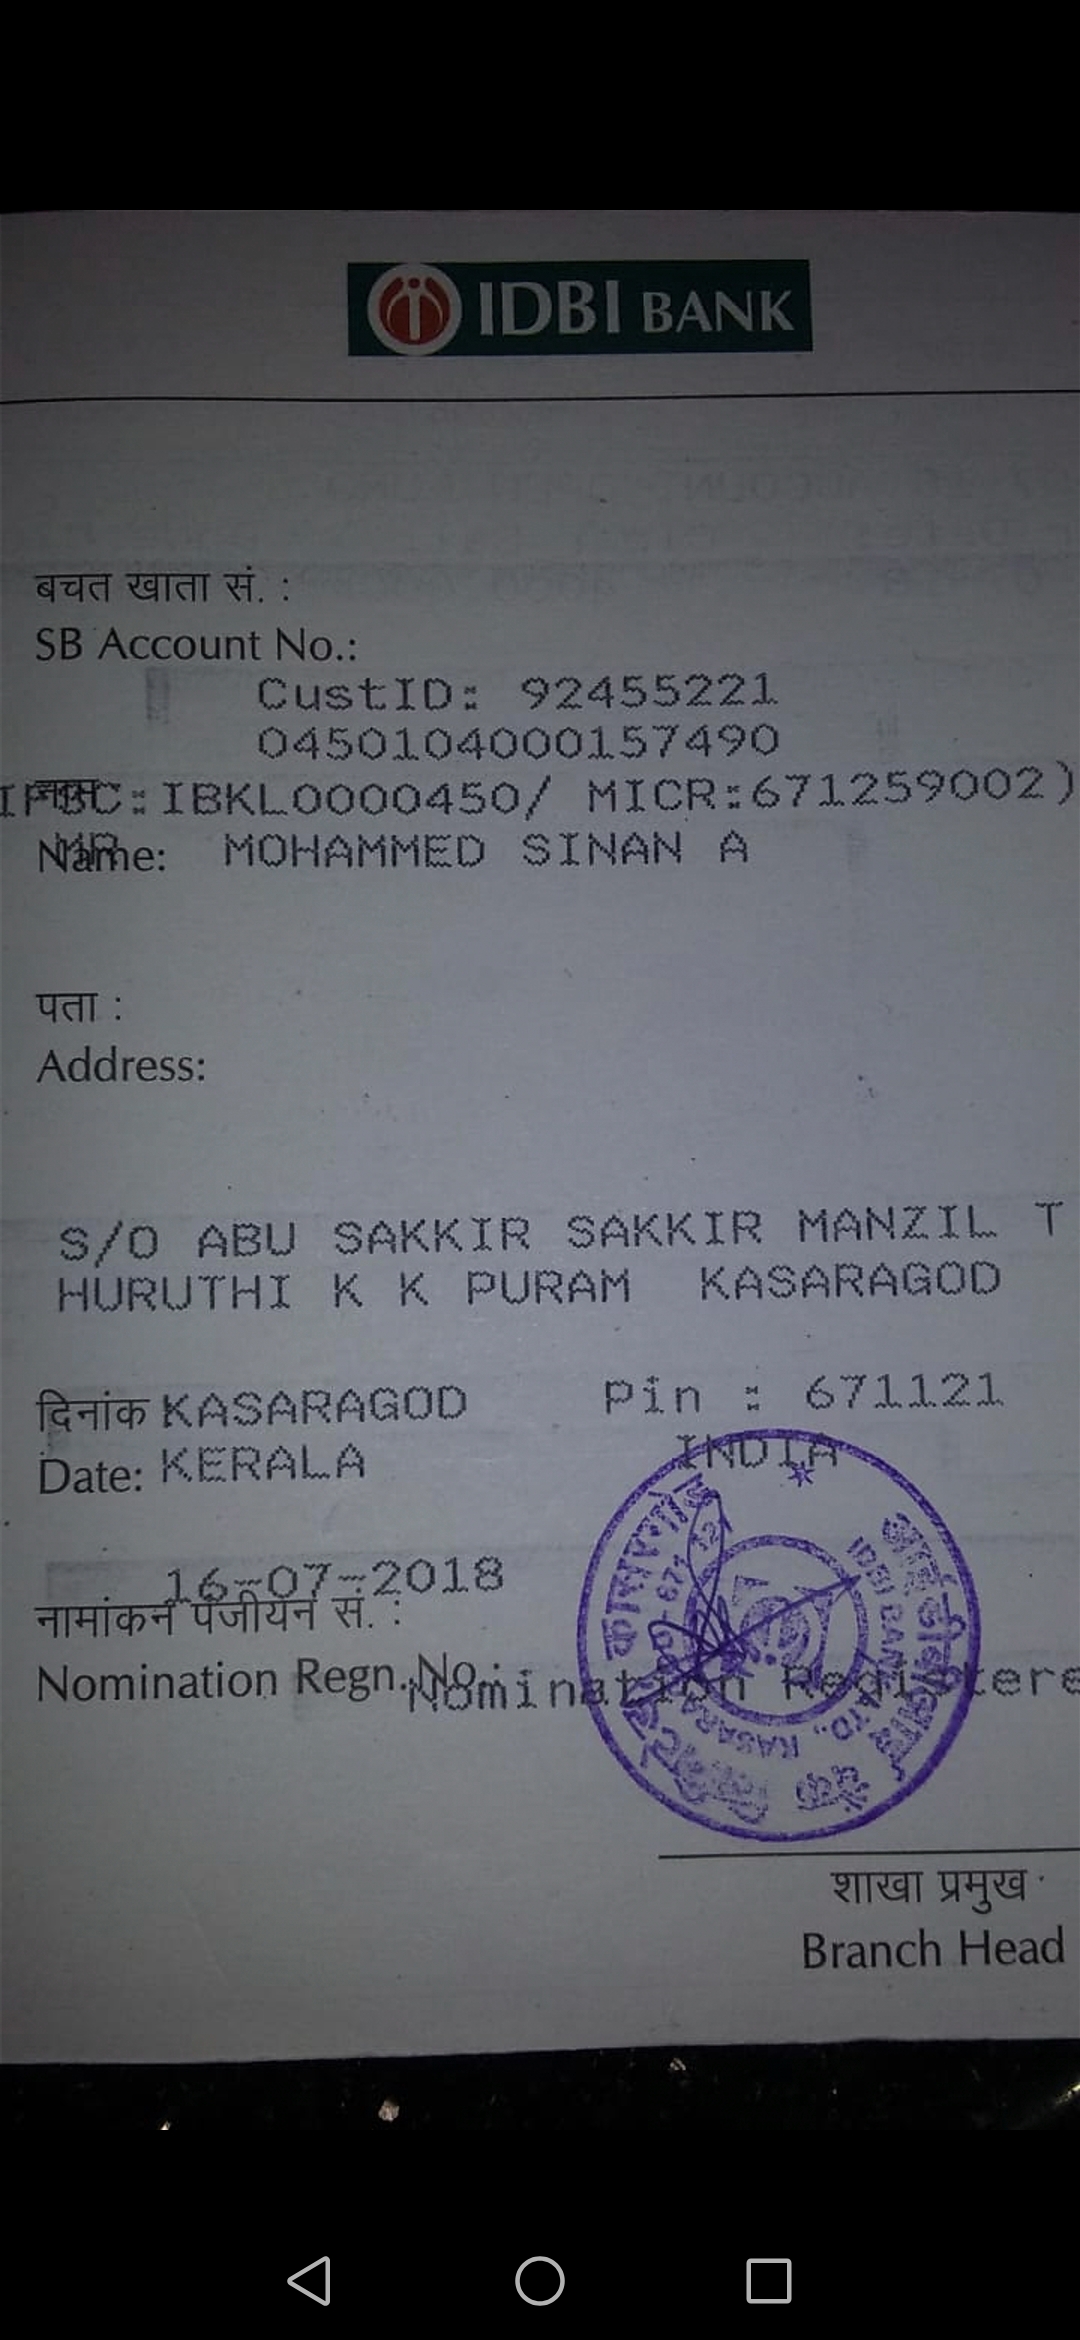 IDBI BANK
बचत खाता सं. :
SB Account No.:
CustID: 92455221
0450104000157490
IFSC:IBKL0000450/ MICR:671259002)
नाम :
Name: MR MOHAMMED SINAN A
पता :
Address:
S/O ABU SAKKIR SAKKIR MANZIL T
HURUTHI K K PURAM KASARAGOD
दिनांक KASARAGOD Pin : 671121
Date: KERALA INDIA
16-07-2018
नामांकन पंजीयन सं. :
Nomination Regn. No.: Nomination Registere
IDBI BANK LTD., KASARAGOD-671 121
शाखा प्रमुख
Branch Head